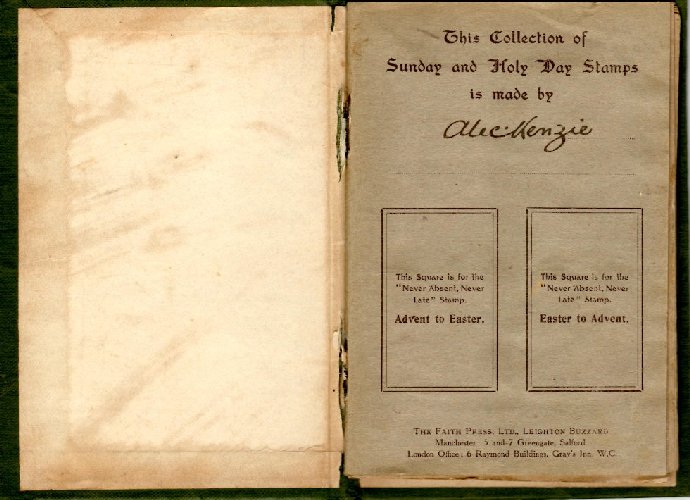 This Collection of
Sunday and Holy Day Stamps
is made by
Alec Kenzie
This Square is for the
"Never Absent, Never
Late" Stamp.
Advent to Easter.
This Square is for the
"Never Absent, Never
Late" Stamp.
Easter to Advent.
The Faith Press, Ltd., Leighton Buzzard
Manchester: 5 and 7 Greengate, Salford
London Office: 6 Raymond Buildings, Gray's Inn, W.C.